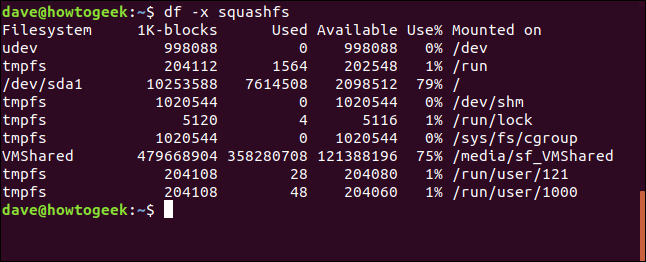 dave@howtogeek:~$ df -x squashfs
Filesystem     1K-blocks      Used Available Use% Mounted on
udev              998088         0    998088   0% /dev
tmpfs             204112      1564    202548   1% /run
/dev/sda1       10253588   7614508   2098512  79% /
tmpfs            1020544         0   1020544   0% /dev/shm
tmpfs               5120         4      5116   1% /run/lock
tmpfs            1020544         0   1020544   0% /sys/fs/cgroup
VMShared       479668904 358280708 121388196  75% /media/sf_VMShared
tmpfs             204108        28    204080   1% /run/user/121
tmpfs             204108        48    204060   1% /run/user/1000
dave@howtogeek:~$